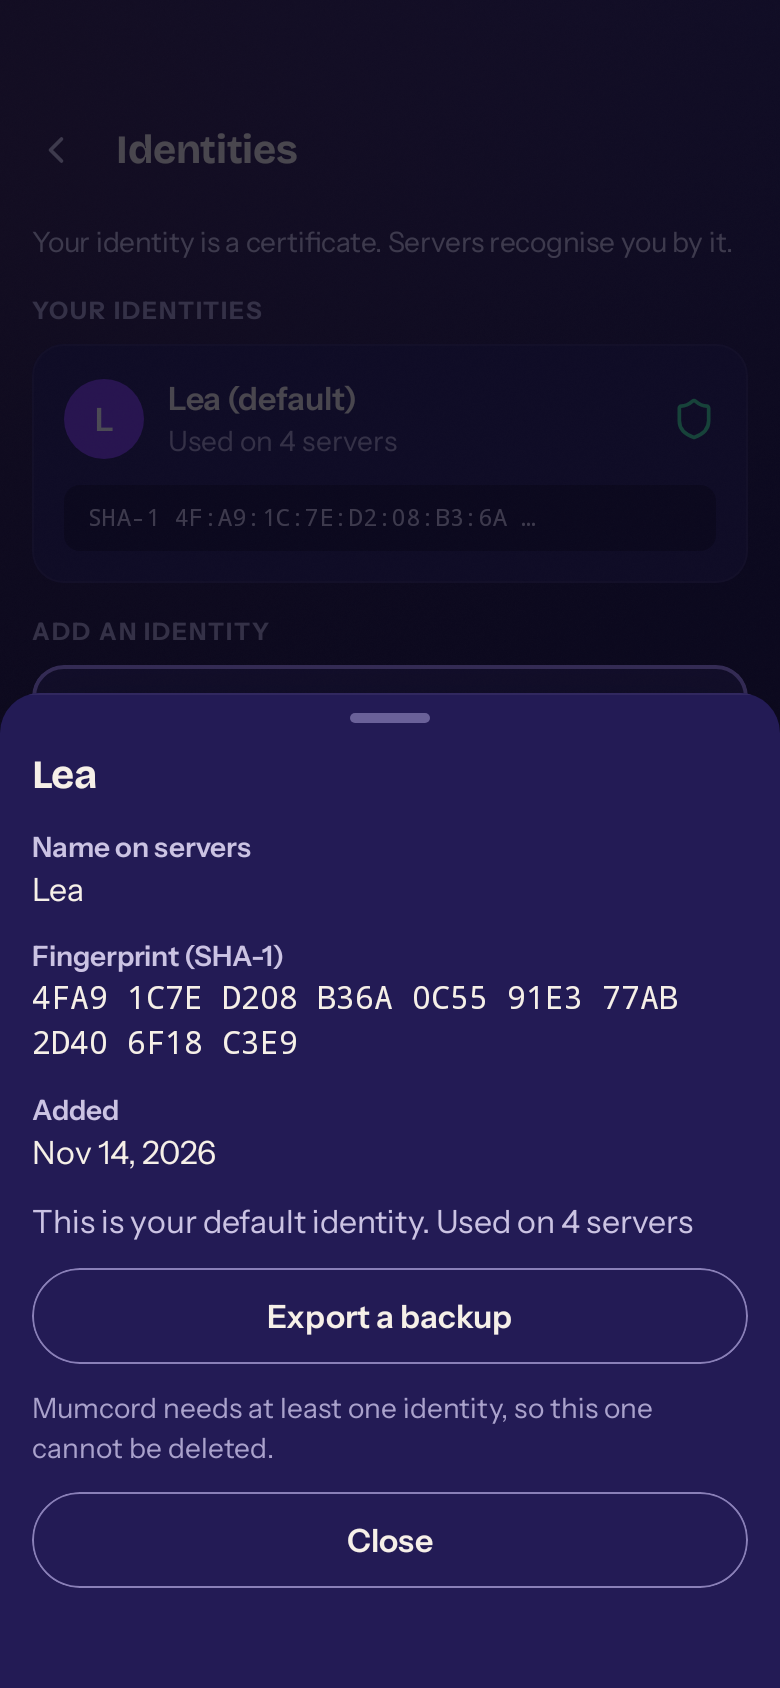 Identities
Your identity is a certificate. Servers recognise you by it.
YOUR IDENTITIES
L
Lea (default)
Used on 4 servers
SHA-1 4F:A9:1C:7E:D2:08:B3:6A …
ADD AN IDENTITY
Lea
Name on servers
Lea
Fingerprint (SHA-1)
4FA9 1C7E D208 B36A 0C55 91E3 77AB
2D40 6F18 C3E9
Added
Nov 14, 2026
This is your default identity. Used on 4 servers
Export a backup
Mumcord needs at least one identity, so this one
cannot be deleted.
Close